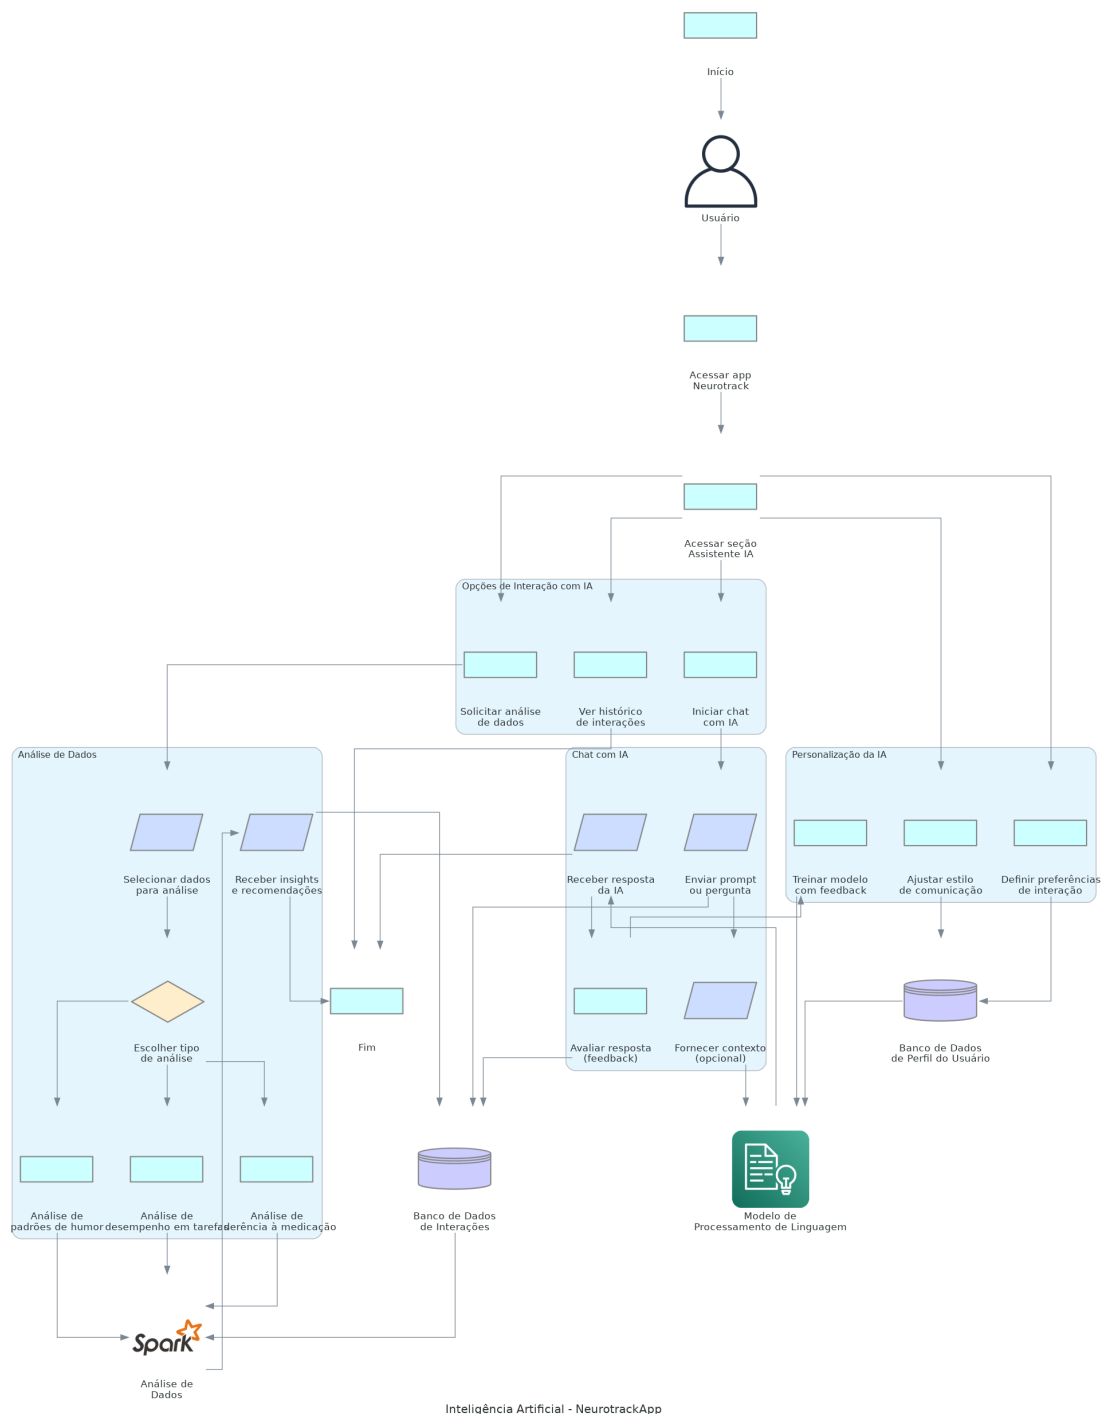 Início
Usuário
Acessar app
Neurotrack
Acessar seção
Assistente IA
Opções de Interação com IA
Solicitar análise
de dados
Ver histórico
de interações
Iniciar chat
com IA
Análise de Dados
Chat com IA
Personalização da IA
Selecionar dados
para análise
Receber insights
e recomendações
Receber resposta
da IA
Enviar prompt
ou pergunta
Treinar modelo
com feedback
Ajustar estilo
de comunicação
Definir preferências
de interação
Escolher tipo
de análise
Fim
Avaliar resposta
(feedback)
Fornecer contexto
(opcional)
Banco de Dados
de Perfil do Usuário
Análise de
padrões de humor
Análise de
desempenho em tarefas
Análise de
à medicação
Banco de Dados
de Interações
Modelo de
Processamento de Linguagem
Spark
Análise de
Dados
Inteligência Artificial - NeurotrackApp